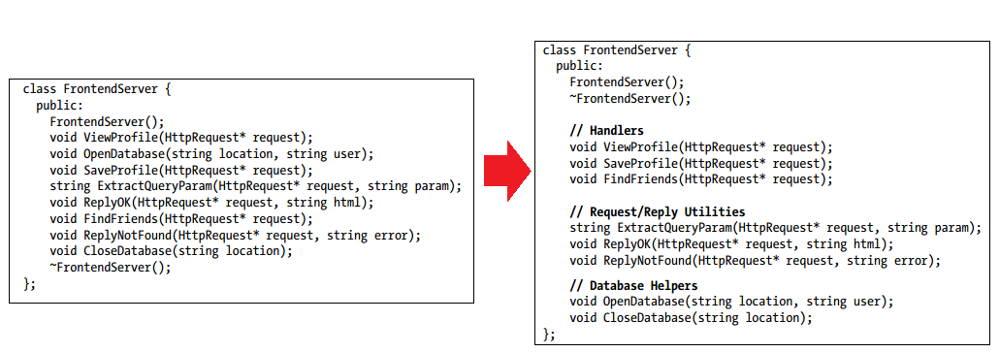 class FrontendServer {
  public:
    FrontendServer();
    void ViewProfile(HttpRequest* request);
    void OpenDatabase(string location, string user);
    void SaveProfile(HttpRequest* request);
    string ExtractQueryParam(HttpRequest* request, string param);
    void ReplyOK(HttpRequest* request, string html);
    void FindFriends(HttpRequest* request);
    void ReplyNotFound(HttpRequest* request, string error);
    void CloseDatabase(string location);
    ~FrontendServer();
};
class FrontendServer {
  public:
    FrontendServer();
    ~FrontendServer();
    // Handlers
    void ViewProfile(HttpRequest* request);
    void SaveProfile(HttpRequest* request);
    void FindFriends(HttpRequest* request);
    // Request/Reply Utilities
    string ExtractQueryParam(HttpRequest* request, string param);
    void ReplyOK(HttpRequest* request, string html);
    void ReplyNotFound(HttpRequest* request, string error);
    // Database Helpers
    void OpenDatabase(string location, string user);
    void CloseDatabase(string location);
};